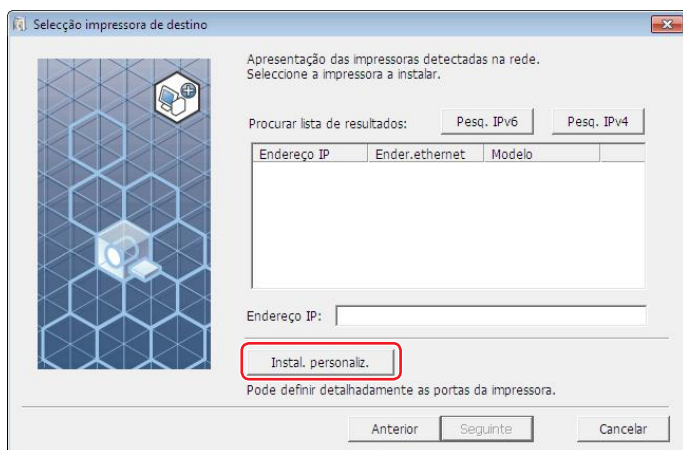 Selecção impressora de destino
Apresentação das impressoras detectadas na rede.
Seleccione a impressora a instalar.
Procurar lista de resultados: Pesq. IPv6 Pesq. IPv4
Endereço IP Ender.ethernet Modelo
Endereço IP:
Instal. personaliz.
Pode definir detalhadamente as portas da impressora.
Anterior Seguinte Cancelar